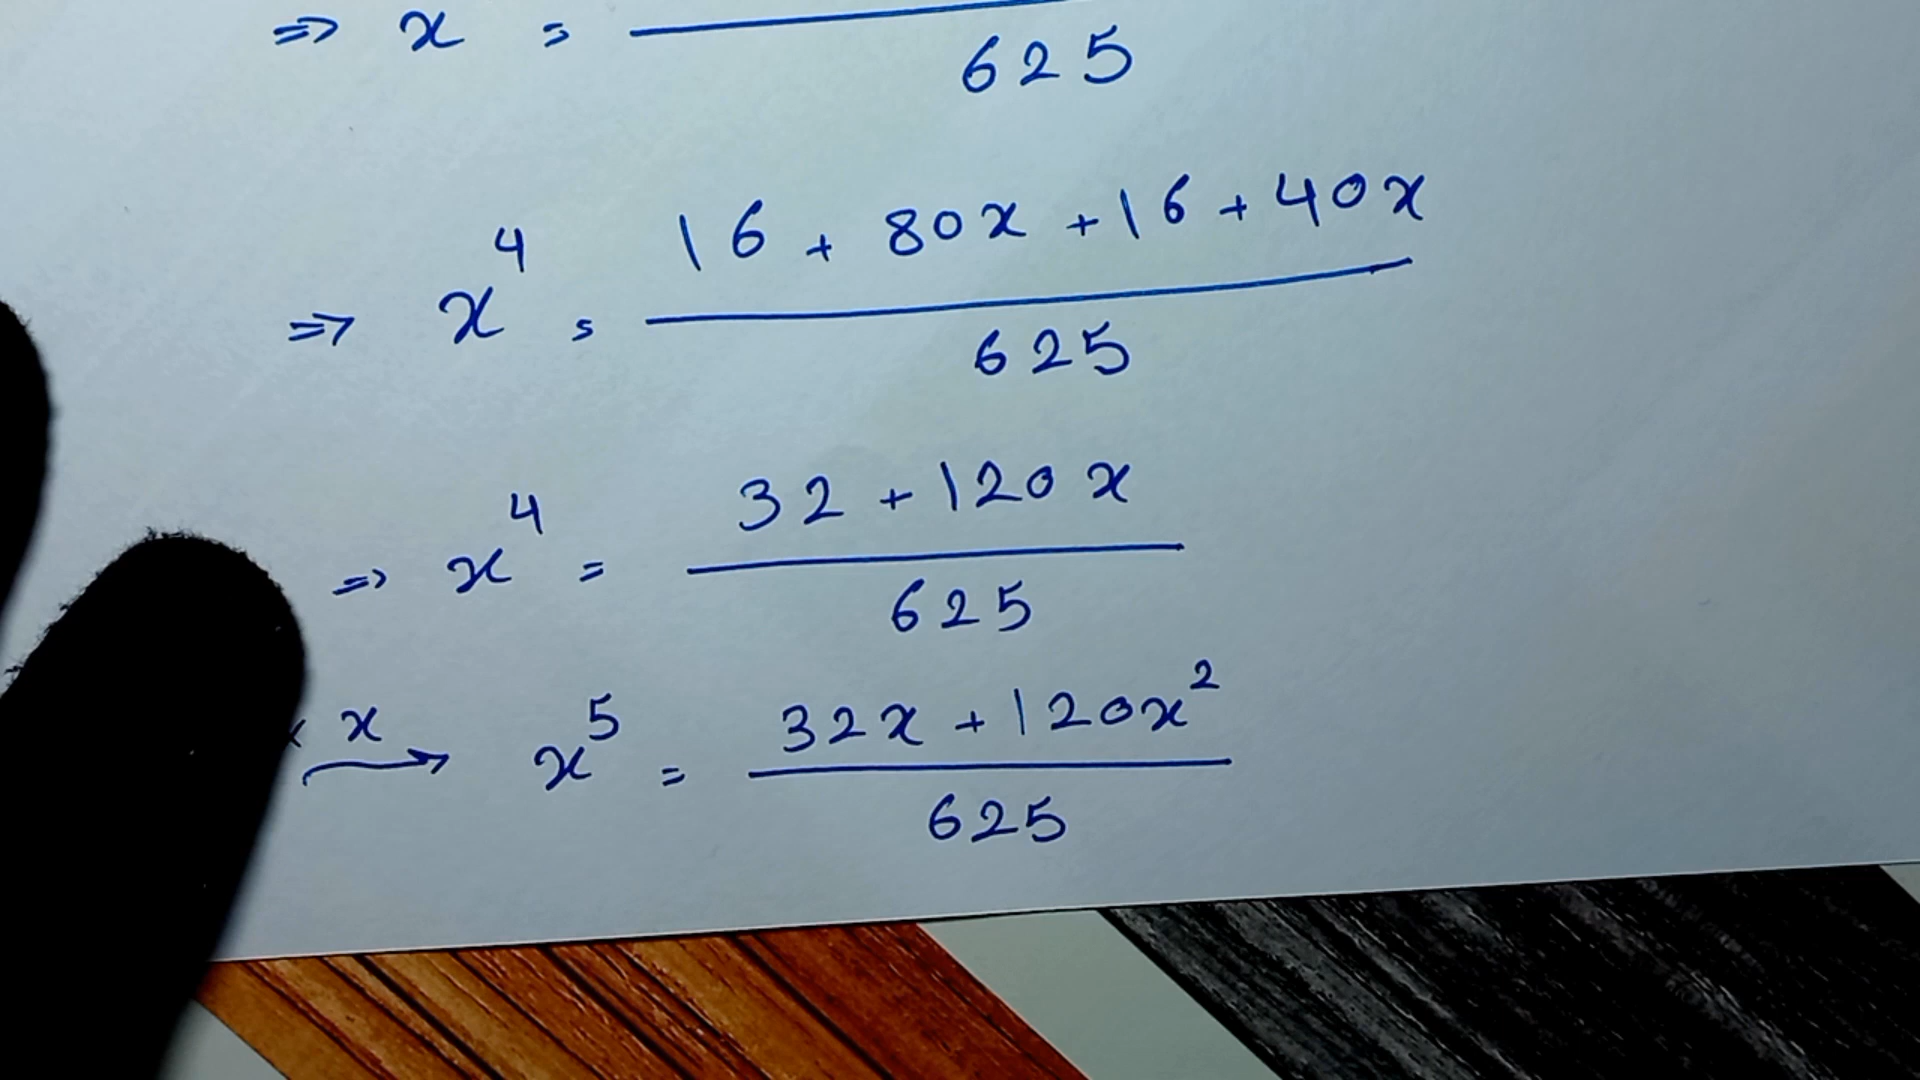 ⇒ x = ――― / 625
⇒ x⁴ = (16 + 80x + 16 + 40x) / 625
⇒ x⁴ = (32 + 120x) / 625
× x → x⁵ = (32x + 120x²) / 625